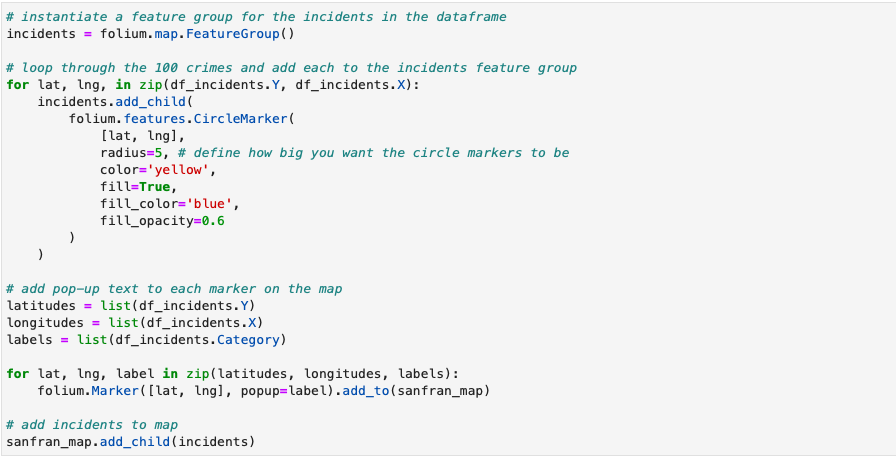 # instantiate a feature group for the incidents in the dataframe
incidents = folium.map.FeatureGroup()

# loop through the 100 crimes and add each to the incidents feature group
for lat, lng, in zip(df_incidents.Y, df_incidents.X):
    incidents.add_child(
        folium.features.CircleMarker(
            [lat, lng],
            radius=5, # define how big you want the circle markers to be
            color='yellow',
            fill=True,
            fill_color='blue',
            fill_opacity=0.6
        )
    )

# add pop-up text to each marker on the map
latitudes = list(df_incidents.Y)
longitudes = list(df_incidents.X)
labels = list(df_incidents.Category)

for lat, lng, label in zip(latitudes, longitudes, labels):
    folium.Marker([lat, lng], popup=label).add_to(sanfran_map)

# add incidents to map
sanfran_map.add_child(incidents)